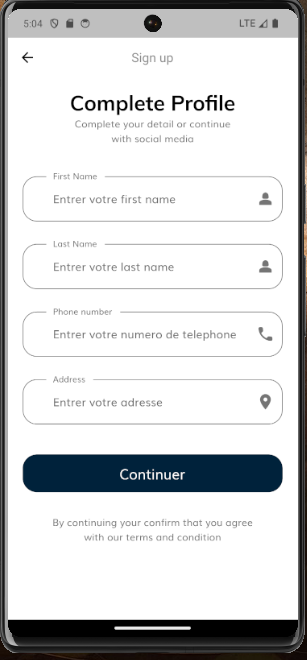 5:04 LTE
Sign up
Complete Profile
Complete your detail or continue
with social media
First Name
Entrer votre first name
Last Name
Entrer votre last name
Phone number
Entrer votre numero de telephone
Address
Entrer votre adresse
Continuer
By continuing your confirm that you agree
with our terms and condition